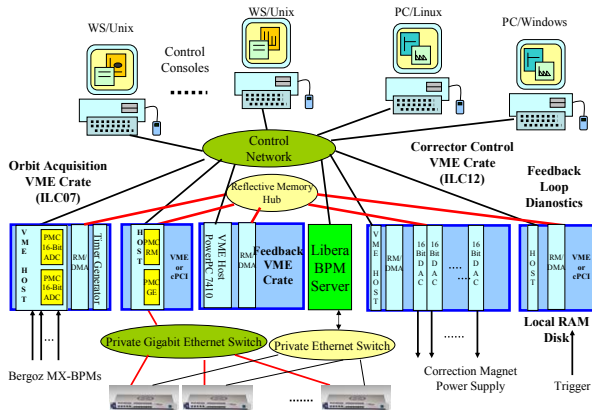 WS/Unix
WS/Unix
PC/Linux
PC/Windows
Control
Consoles
Control
Network
Orbit Acquisition
VME Crate
(ILC07)
Corrector Control
VME Crate
(ILC12)
Feedback
Loop
Dianostics
Reflective Memory
Hub
VME HOST
PMC
16-Bit
ADC
PMC
16-Bit
ADC
RM/
DMA
Timer Generator
HOST
PMC
RM
PMC
GE
VME
or
cPCI
VME Host
PowerPC 7410
RM/
DMA
Feedback
VME
Crate
Libera
BPM
Server
VME HOST
RM/
DMA
16 Bit DAC
16 Bit DAC
....
....
16 Bit DAC
HOST
RM/
DMA
VME
or
cPCI
Local RAM
Disk
...
Bergoz MX-BPMs
Private Gigabit Ethernet Switch
Private Ethernet Switch
......
Correction Magnet
Power Supply
Trigger
.......